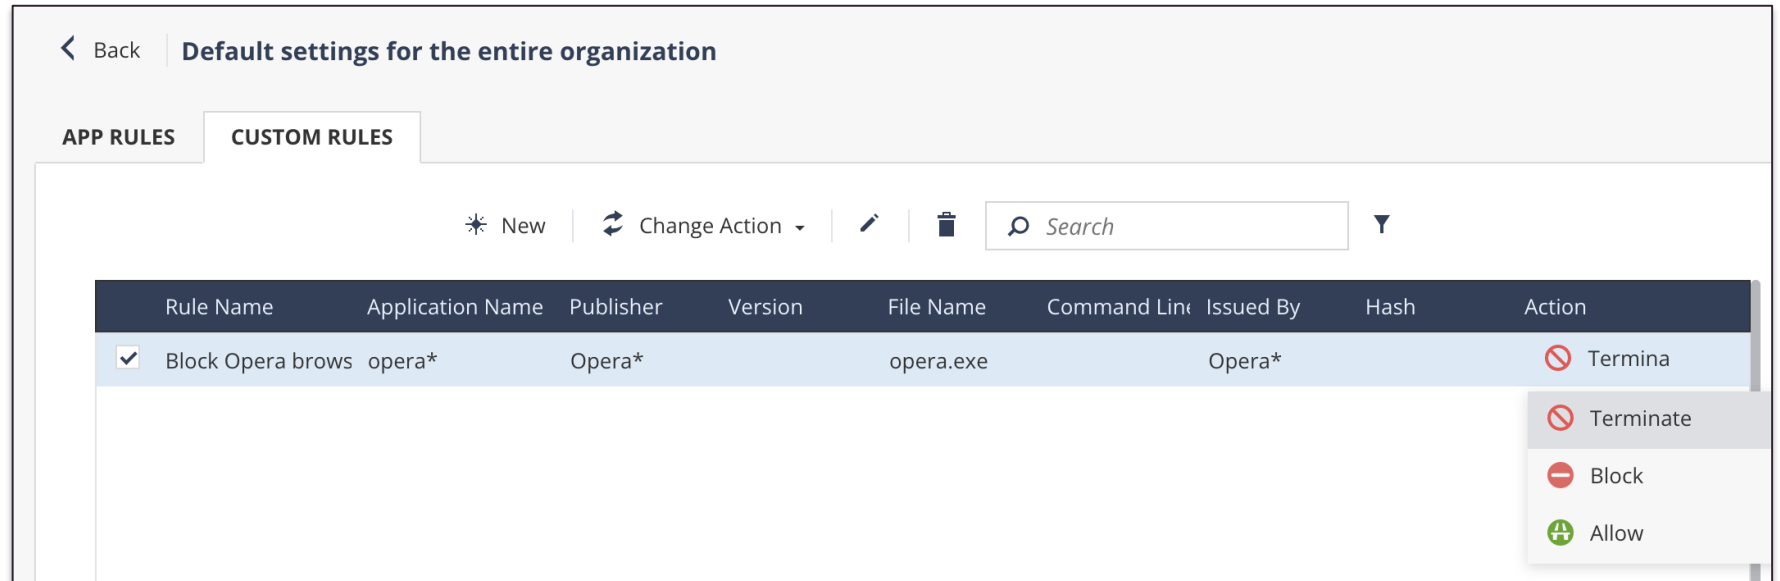 Back Default settings for the entire organization
APP RULES CUSTOM RULES
New Change Action Search
Rule Name Application Name Publisher Version File Name Command Line Issued By Hash Action
Block Opera brows opera* Opera* opera.exe Opera* Termina
Terminate
Block
Allow